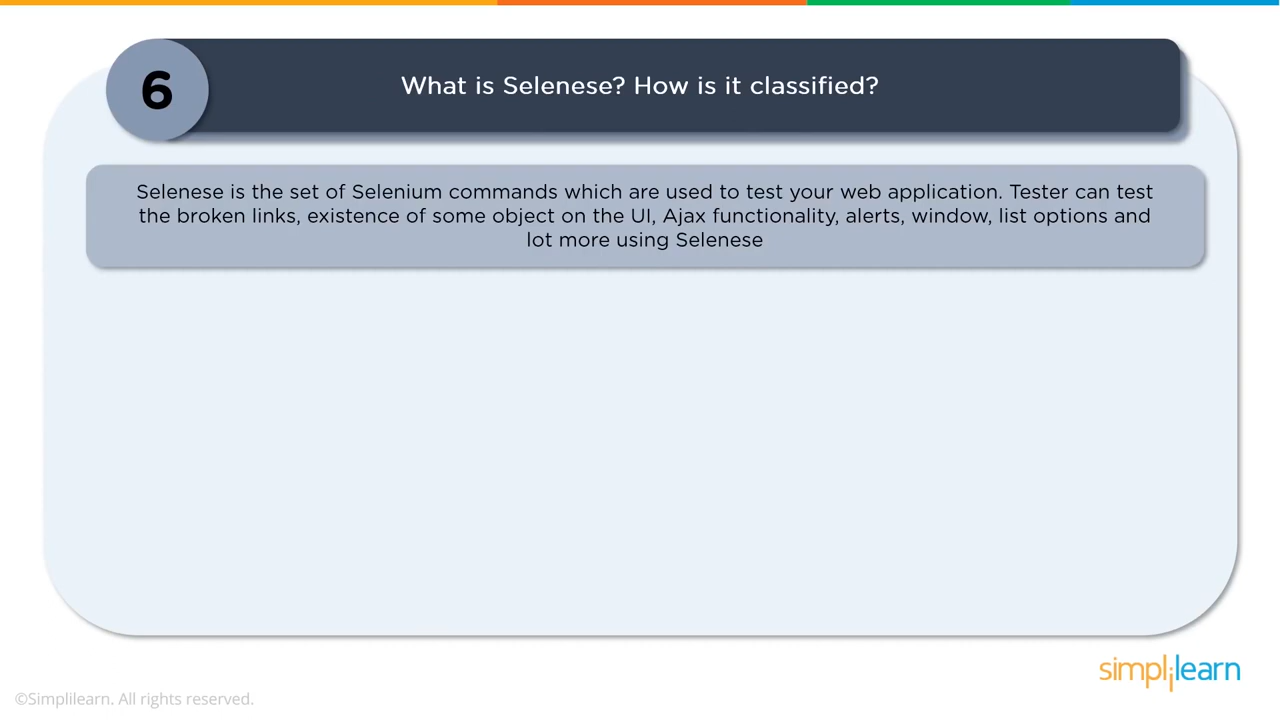 6
What is Selenese? How is it classified?
Selenese is the set of Selenium commands which are used to test your web application. Tester can test
the broken links, existence of some object on the UI, Ajax functionality, alerts, window, list options and
lot more using Selenese
simplilearn
©Simplilearn. All rights reserved.